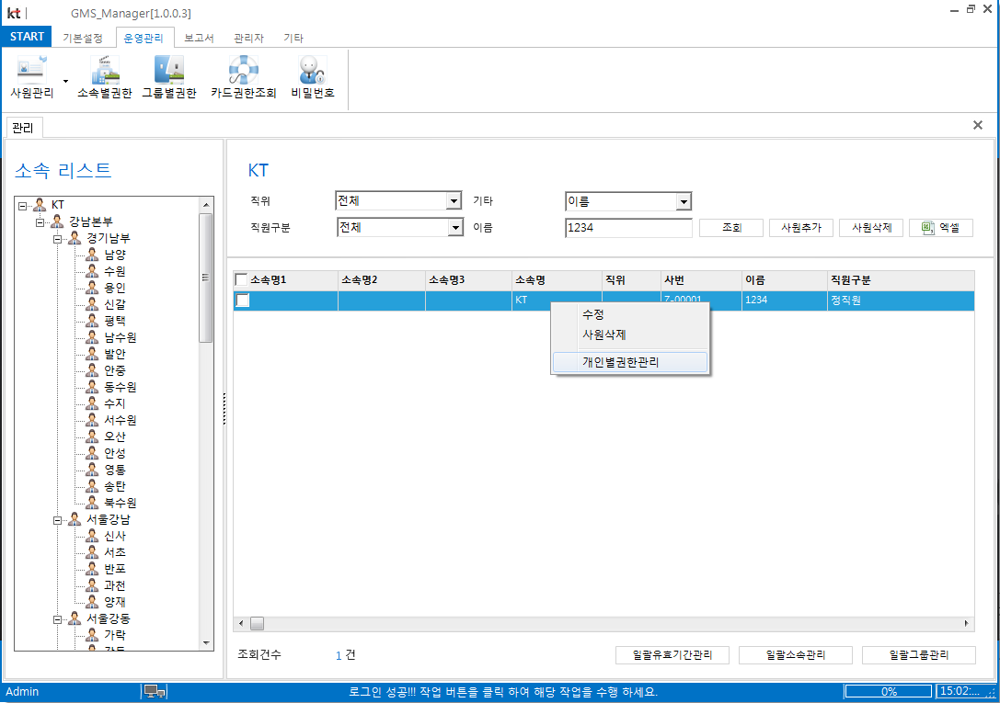 kt GMS_Manager[1.0.0.3]
START 기본설정 운영관리 보고서 관리자 기타
사원관리 소속별권한 그룹별권한 카드권한조회 비밀번호
관리
소속 리스트
KT
강남본부
경기남부
남양
수원
용인
신갈
평택
남수원
발안
안중
동수원
수지
서수원
오산
안성
영통
송탄
북수원
서울강남
신사
서초
반포
과천
양재
서울강동
가락
강동
KT
직위 전체 기타 이름
직원구분 전체 이름 1234 조회 사원추가 사원삭제 엑셀
소속명1 소속명2 소속명3 소속명 직위 사번 이름 직원구분
KT Z-00001 1234 정직원
수정
사원삭제
개인별권한관리
조회건수 1 건 일괄유효기간관리 일괄소속관리 일괄그룹관리
Admin 로그인 성공!!! 작업 버튼을 클릭 하여 해당 작업을 수행 하세요. 0% 15:02:...